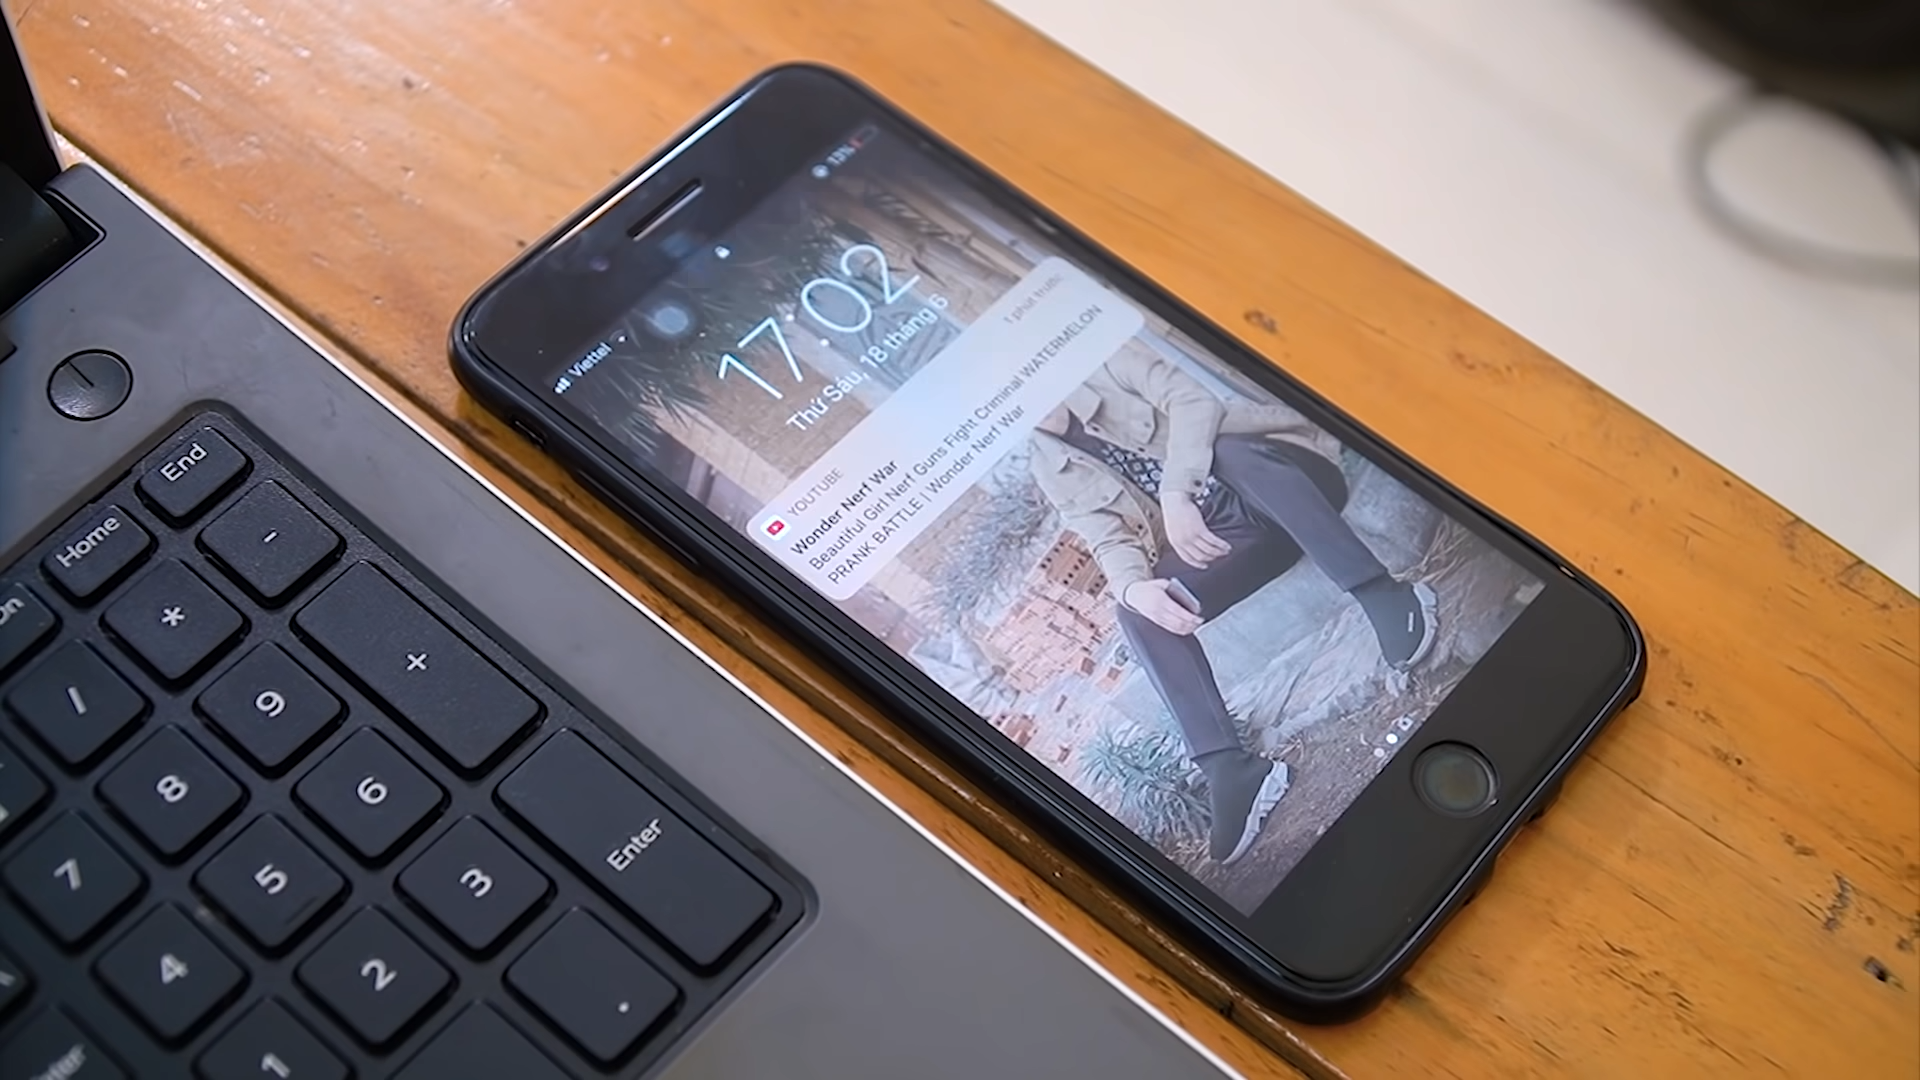 13%
Viettel
17:02
Thứ Sáu, 18 tháng 6
YOUTUBE
1 phút trước
Wonder Nerf War
Beautiful Girl Nerf Guns Fight Criminal WATERMELON
PRANK BATTLE | Wonder Nerf War
End
Home
-
*
+
/
9
8
6
Enter
7
5
3
4
2
.
1